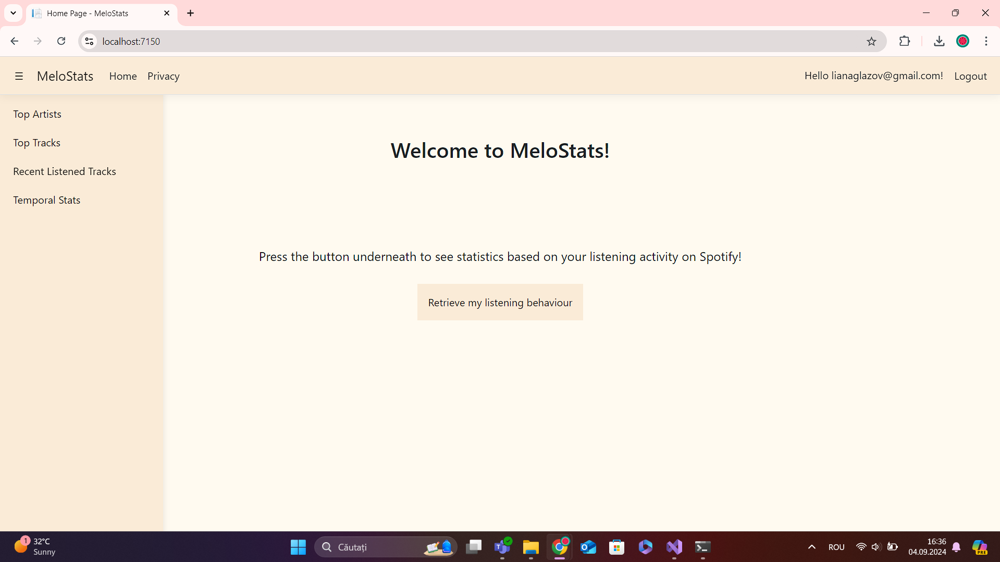 Home Page - MeloStats
localhost:7150
☰ MeloStats Home Privacy Hello lianaglazov@gmail.com! Logout
Top Artists
Top Tracks
Recent Listened Tracks
Temporal Stats
Welcome to MeloStats!
Press the button underneath to see statistics based on your listening activity on Spotify!
Retrieve my listening behaviour
1
32°C
Sunny
Căutați
ROU
16:36
04.09.2024
PRE